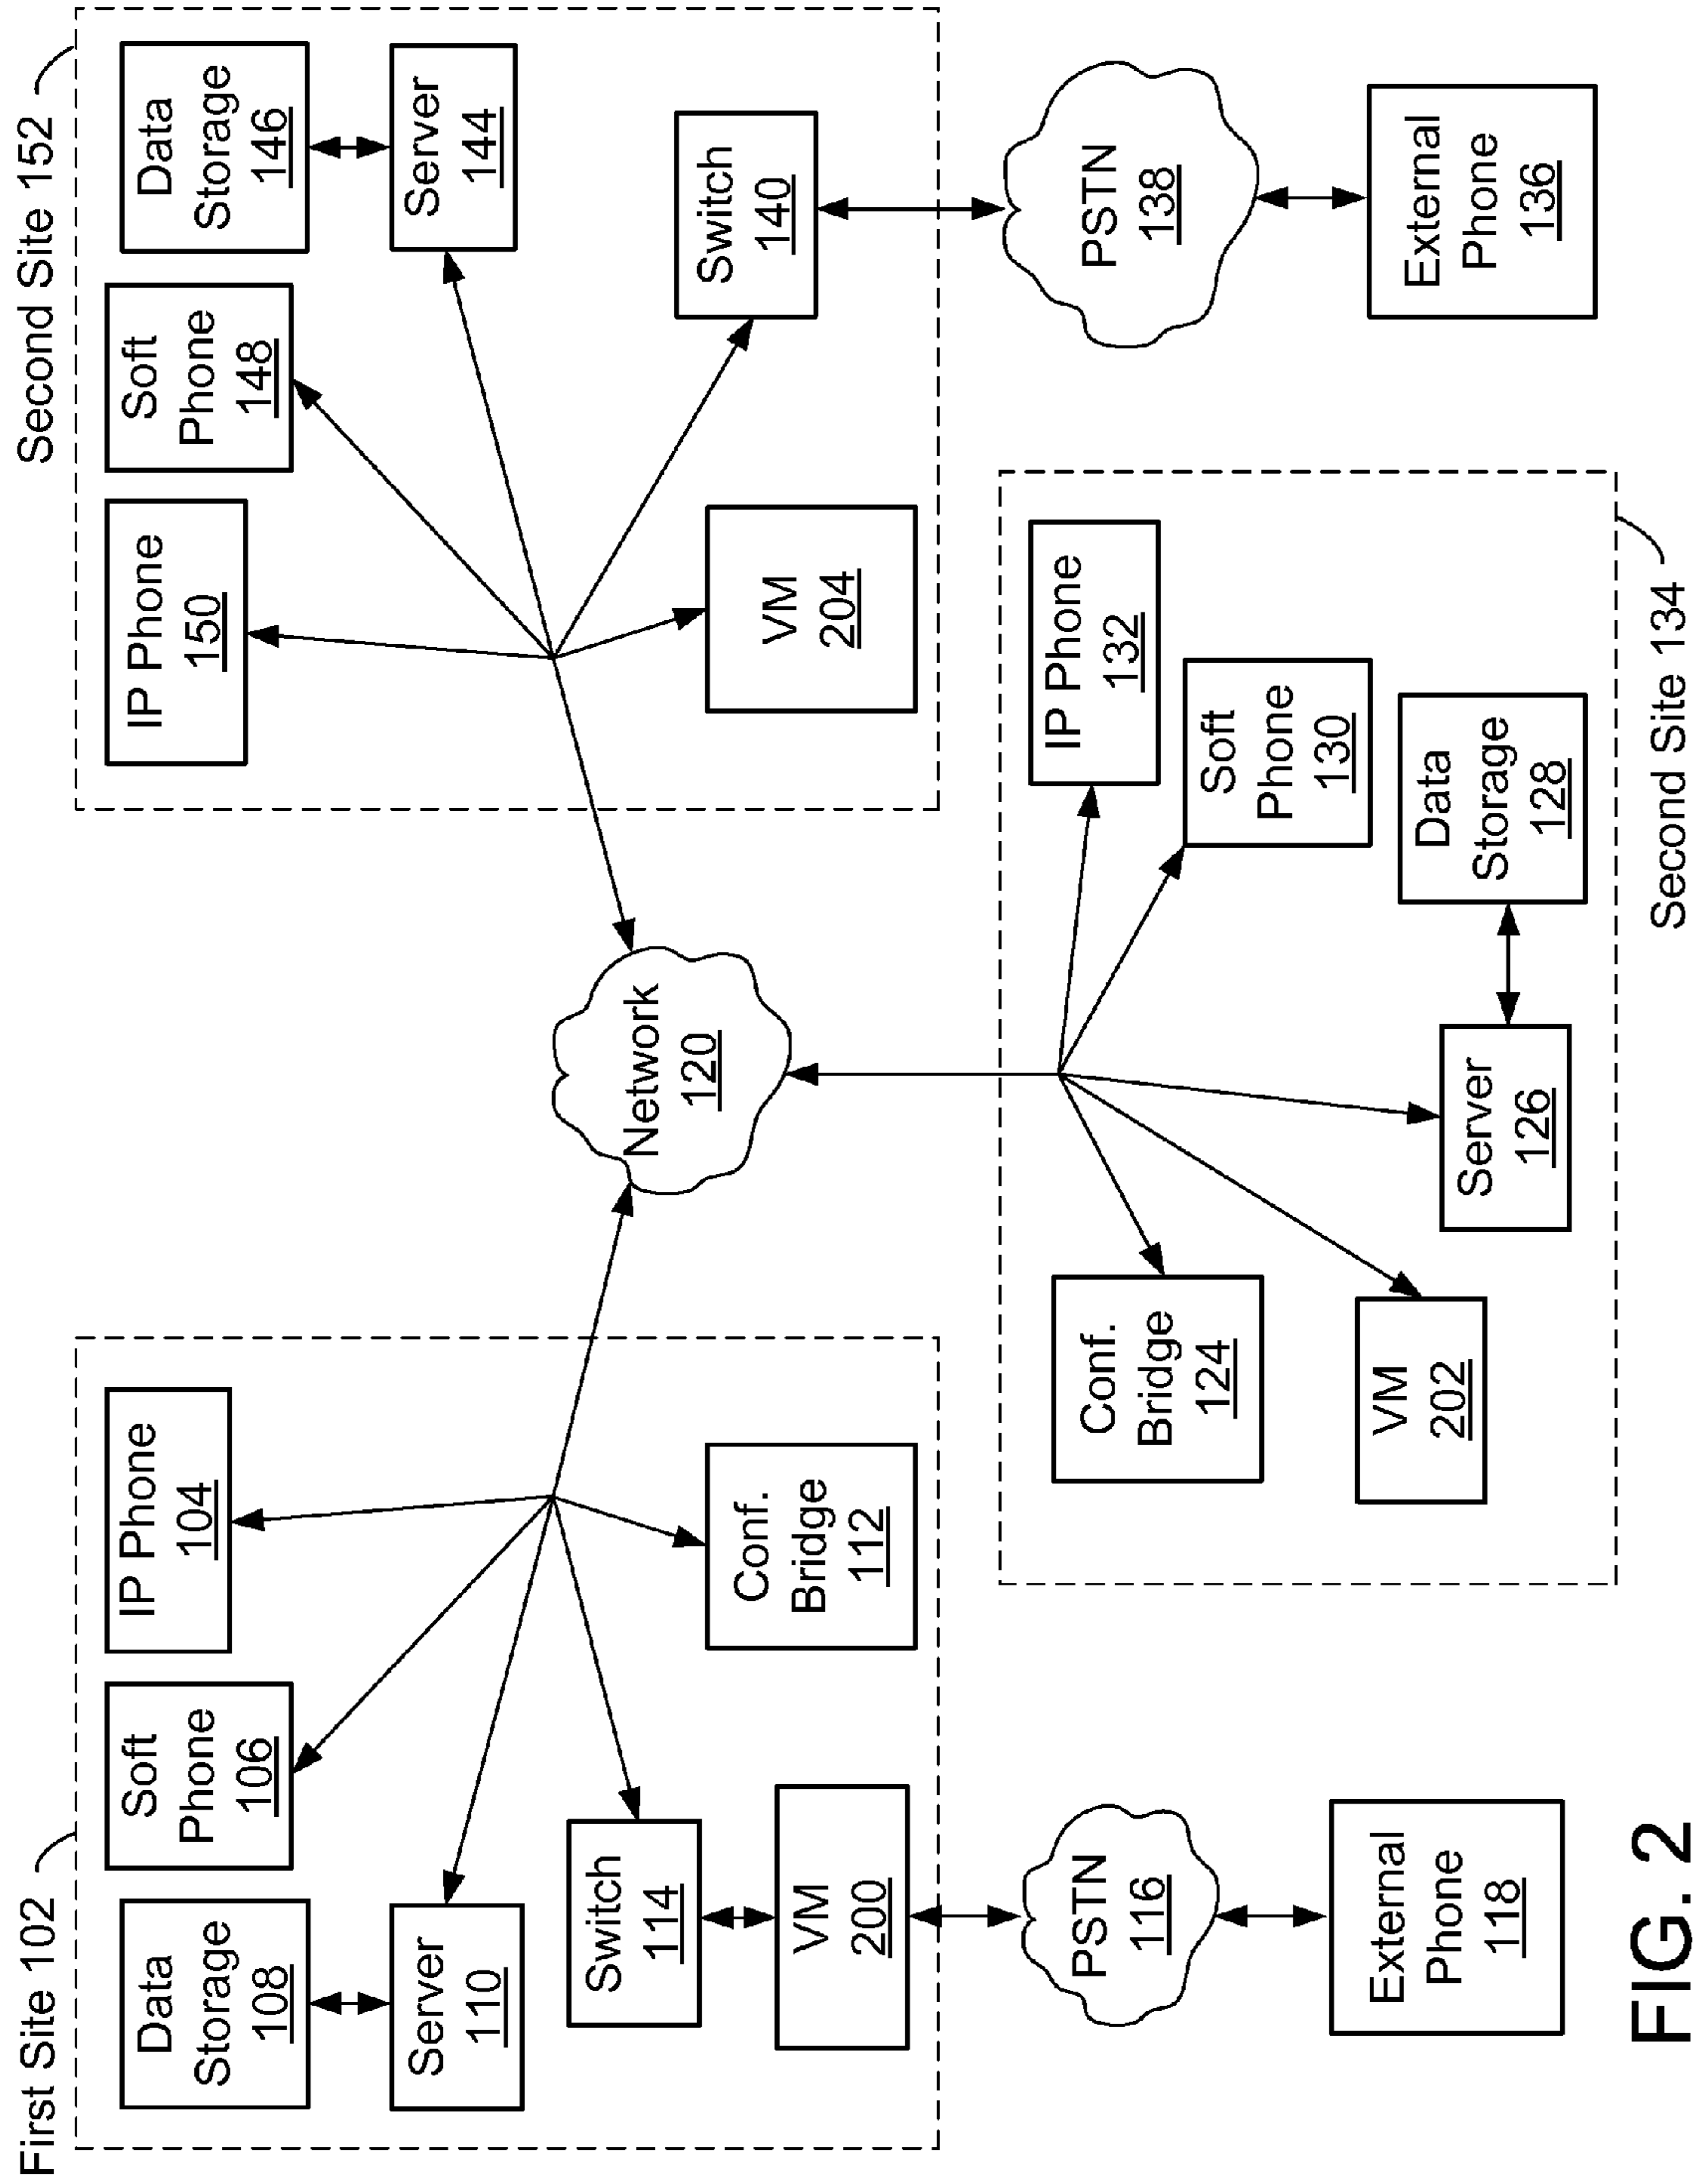 First Site 102
Second Site 152
Data
Storage
108
Soft
Phone
106
IP Phone
104
IP Phone
150
Soft
Phone
148
Data
Storage
146
Server
110
Server
144
Switch
114
VM
200
Conf.
Bridge
112
Network
120
VM
204
Switch
140
PSTN
116
External
Phone
118
Conf.
Bridge
124
VM
202
Server
126
IP Phone
132
Soft
Phone
130
Data
Storage
128
PSTN
138
External
Phone
136
Second Site 134
FIG. 2